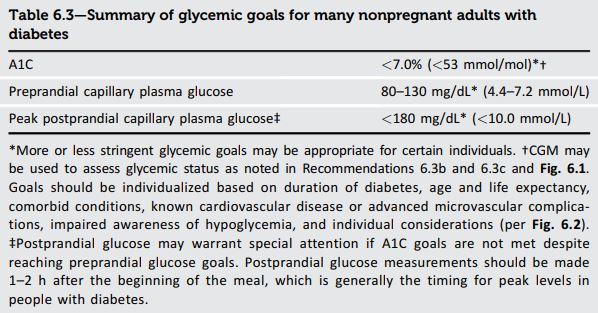 Table 6.3—Summary of glycemic goals for many nonpregnant adults with
diabetes
A1C <7.0% (<53 mmol/mol)*†
Preprandial capillary plasma glucose 80–130 mg/dL* (4.4–7.2 mmol/L)
Peak postprandial capillary plasma glucose‡ <180 mg/dL* (<10.0 mmol/L)
*More or less stringent glycemic goals may be appropriate for certain individuals. †CGM may
be used to assess glycemic status as noted in Recommendations 6.3b and 6.3c and Fig. 6.1.
Goals should be individualized based on duration of diabetes, age and life expectancy,
comorbid conditions, known cardiovascular disease or advanced microvascular complica-
tions, impaired awareness of hypoglycemia, and individual considerations (per Fig. 6.2).
‡Postprandial glucose may warrant special attention if A1C goals are not met despite
reaching preprandial glucose goals. Postprandial glucose measurements should be made
1–2 h after the beginning of the meal, which is generally the timing for peak levels in
people with diabetes.